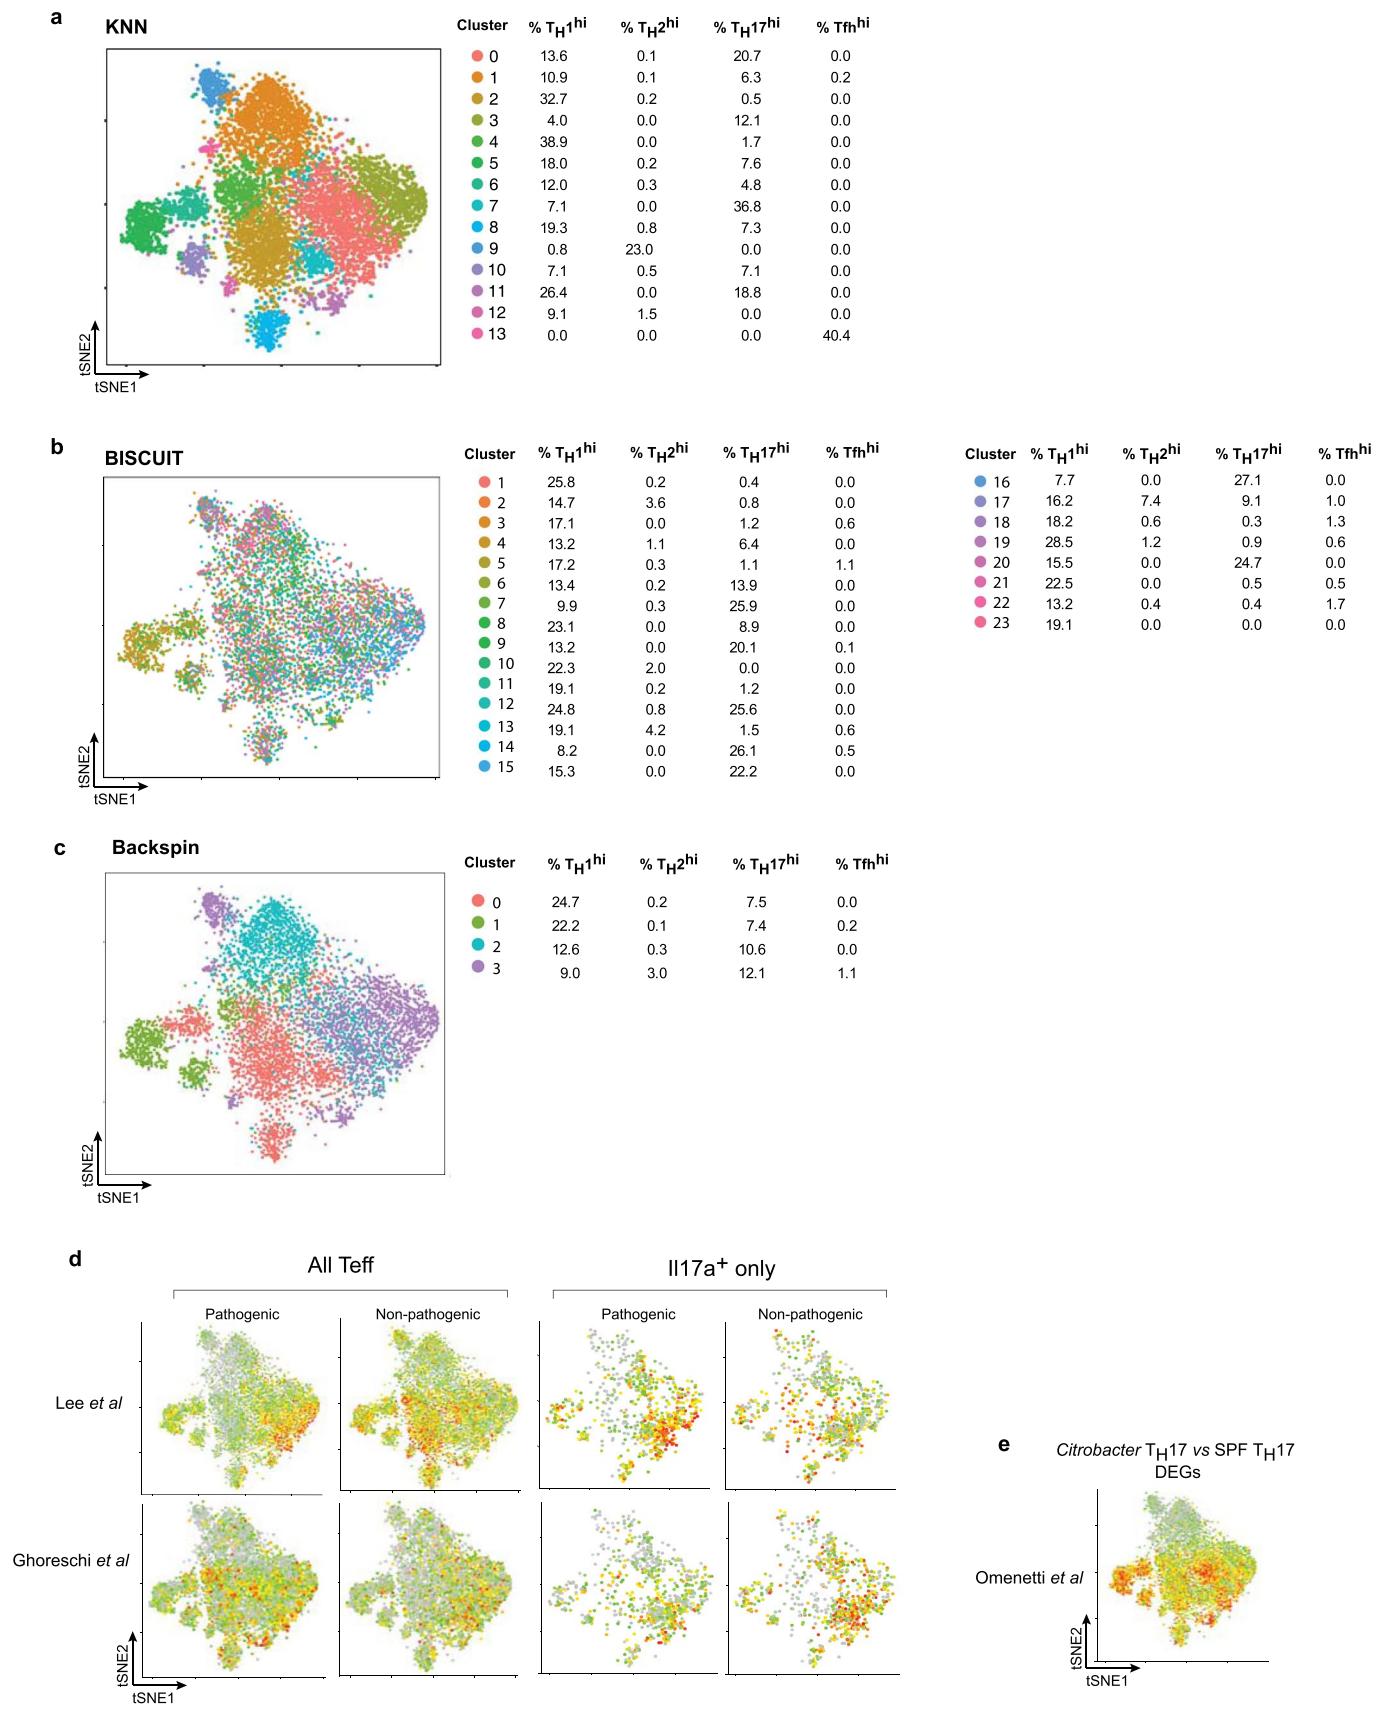 a
KNN
Cluster % TH1hi % TH2hi % TH17hi % Tfhhi
0 13.6 0.1 20.7 0.0
1 10.9 0.1 6.3 0.2
2 32.7 0.2 0.5 0.0
3 4.0 0.0 12.1 0.0
4 38.9 0.0 1.7 0.0
5 18.0 0.2 7.6 0.0
6 12.0 0.3 4.8 0.0
7 7.1 0.0 36.8 0.0
8 19.3 0.8 7.3 0.0
9 0.8 23.0 0.0 0.0
10 7.1 0.5 7.1 0.0
11 26.4 0.0 18.8 0.0
12 9.1 1.5 0.0 0.0
13 0.0 0.0 0.0 40.4
tSNE2
tSNE1
b
BISCUIT
Cluster % TH1hi % TH2hi % TH17hi % Tfhhi
1 25.8 0.2 0.4 0.0
2 14.7 3.6 0.8 0.0
3 17.1 0.0 1.2 0.6
4 13.2 1.1 6.4 0.0
5 17.2 0.3 1.1 1.1
6 13.4 0.2 13.9 0.0
7 9.9 0.3 25.9 0.0
8 23.1 0.0 8.9 0.0
9 13.2 0.0 20.1 0.1
10 22.3 2.0 0.0 0.0
11 19.1 0.2 1.2 0.0
12 24.8 0.8 25.6 0.0
13 19.1 4.2 1.5 0.6
14 8.2 0.0 26.1 0.5
15 15.3 0.0 22.2 0.0
Cluster % TH1hi % TH2hi % TH17hi % Tfhhi
16 7.7 0.0 27.1 0.0
17 16.2 7.4 9.1 1.0
18 18.2 0.6 0.3 1.3
19 28.5 1.2 0.9 0.6
20 15.5 0.0 24.7 0.0
21 22.5 0.0 0.5 0.5
22 13.2 0.4 0.4 1.7
23 19.1 0.0 0.0 0.0
tSNE2
tSNE1
c
Backspin
Cluster % TH1hi % TH2hi % TH17hi % Tfhhi
0 24.7 0.2 7.5 0.0
1 22.2 0.1 7.4 0.2
2 12.6 0.3 10.6 0.0
3 9.0 3.0 12.1 1.1
tSNE2
tSNE1
d
All Teff
Il17a+ only
Pathogenic Non-pathogenic Pathogenic Non-pathogenic
Lee et al
Ghoreschi et al
tSNE2
tSNE1
e
Citrobacter TH17 vs SPF TH17
DEGs
Omenetti et al
tSNE2
tSNE1